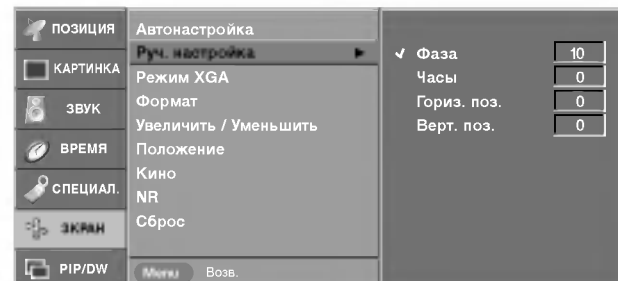 ПОЗИЦИЯ
КАРТИНКА
ЗВУК
ВРЕМЯ
СПЕЦИАЛ.
ЭКРАН
PIP/DW
Автонастройка
Руч. настройка
Режим XGA
Формат
Увеличить / Уменьшить
Положение
Кино
NR
Сброс
Menu Возв.
Фаза 10
Часы 0
Гориз. поз. 0
Верт. поз. 0